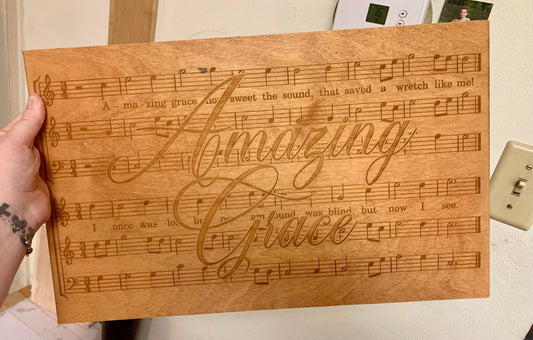 A - ma - zing grace how sweet the sound, that saved a wretch like me!
Amazing
I once was lost but now am found was blind, but now I see.
Grace